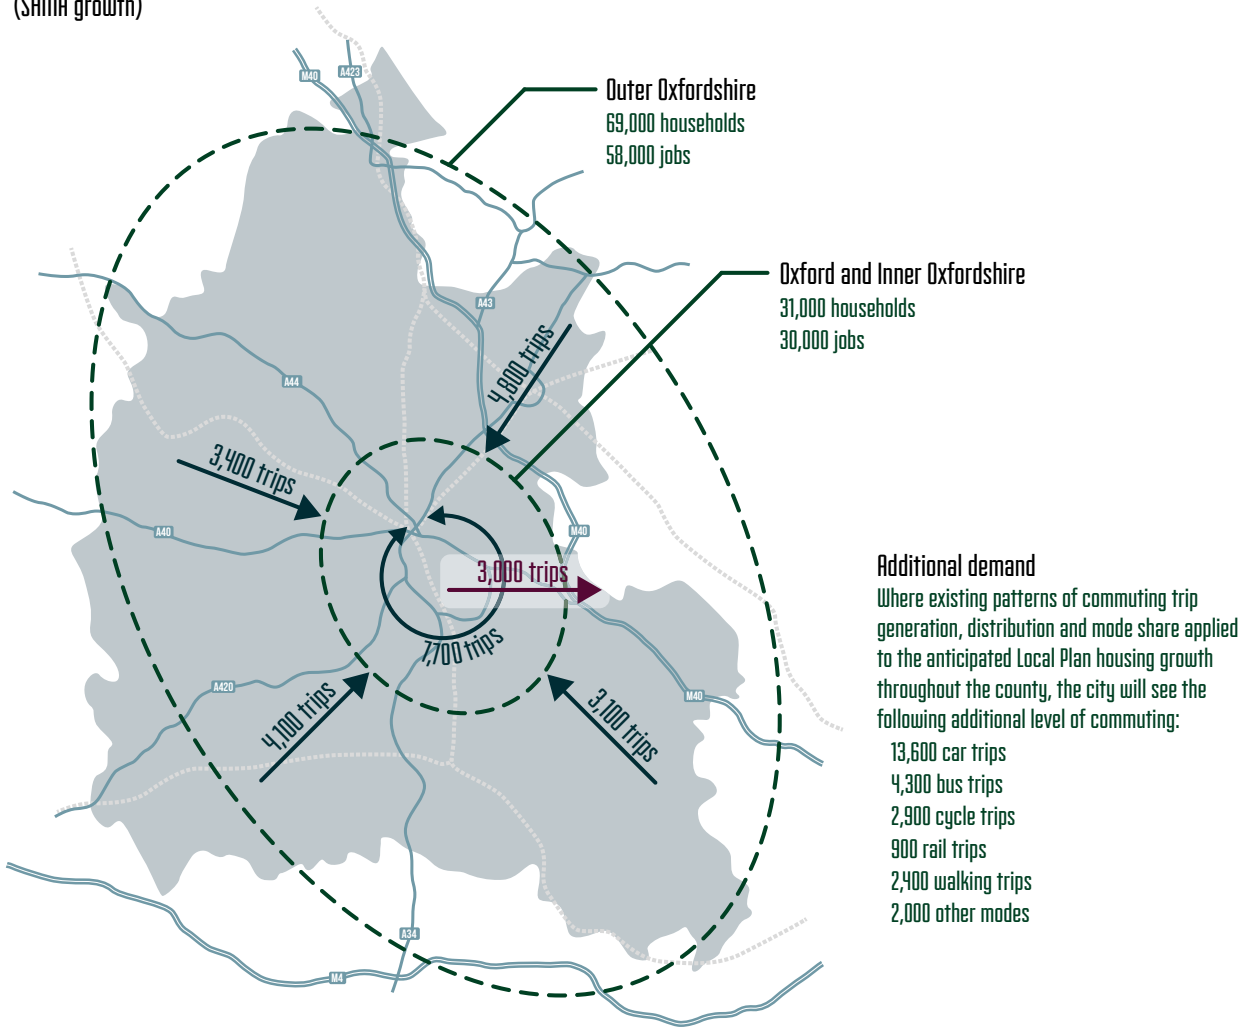 (SHMA growth)
M40
A423
Outer Oxfordshire
69,000 households
58,000 jobs
Oxford and Inner Oxfordshire
31,000 households
30,000 jobs
A43
4,800 trips
A44
3,400 trips
A40
M40
3,000 trips
7,700 trips
A420
4,100 trips
3,100 trips
M40
Additional demand
Where existing patterns of commuting trip
generation, distribution and mode share applied
to the anticipated Local Plan housing growth
throughout the county, the city will see the
following additional level of commuting:
13,600 car trips
4,300 bus trips
2,900 cycle trips
900 rail trips
2,400 walking trips
2,000 other modes
A34
M4